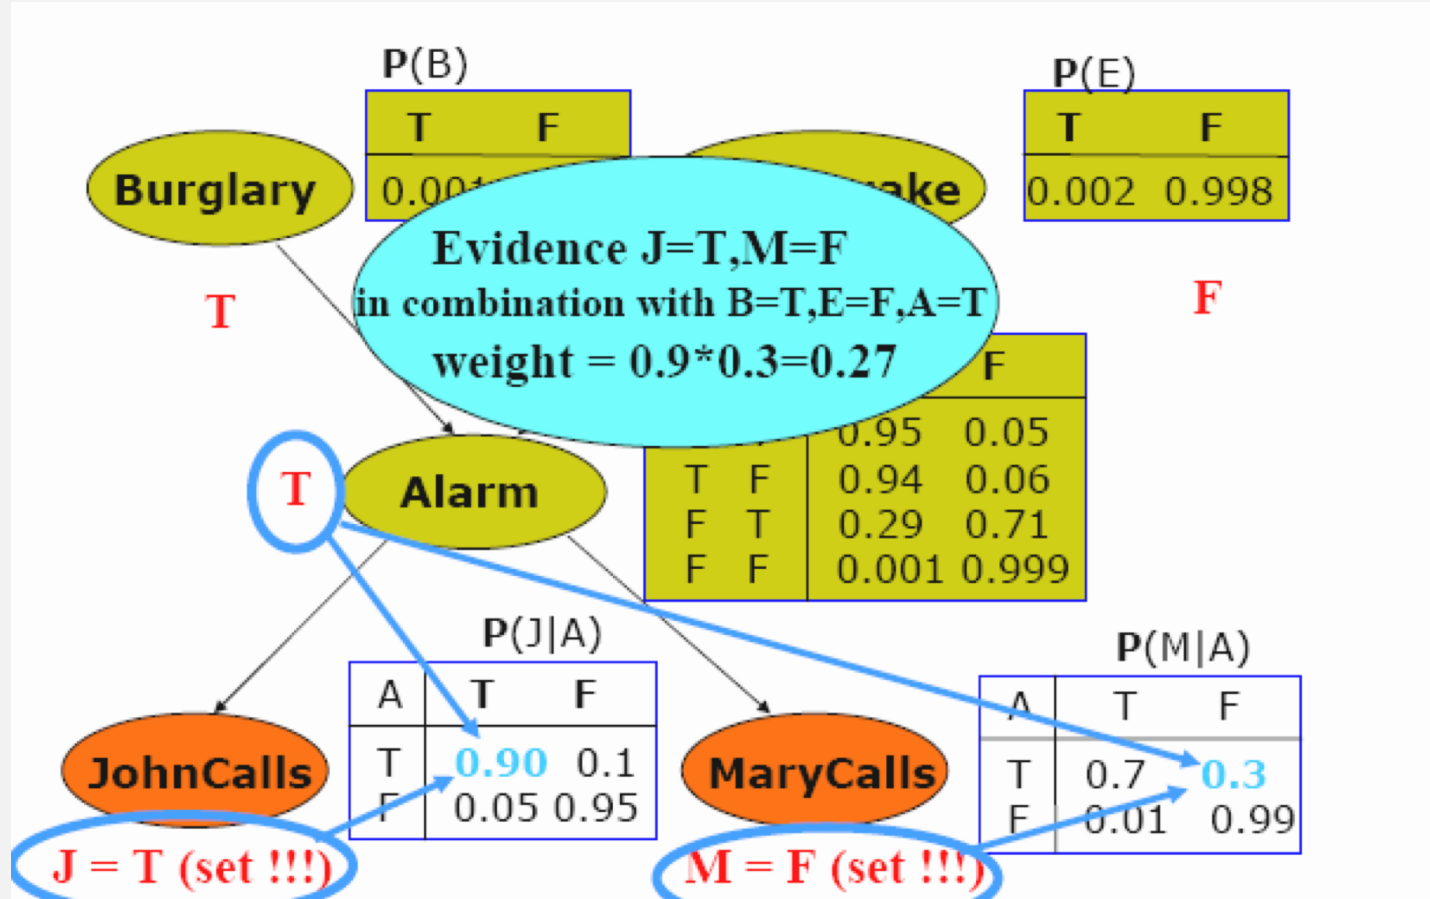 P(B)
T F
0.001
Burglary
P(E)
T F
0.002 0.998
Evidence J=T,M=F
in combination with B=T,E=F,A=T
weight = 0.9*0.3=0.27
T
F
F
0.95 0.05
T F 0.94 0.06
F T 0.29 0.71
F F 0.001 0.999
T
Alarm
P(J|A)
A T F
T 0.90 0.1
F 0.05 0.95
P(M|A)
A T F
T 0.7 0.3
F 0.01 0.99
JohnCalls
MaryCalls
J = T (set !!!)
M = F (set !!!)